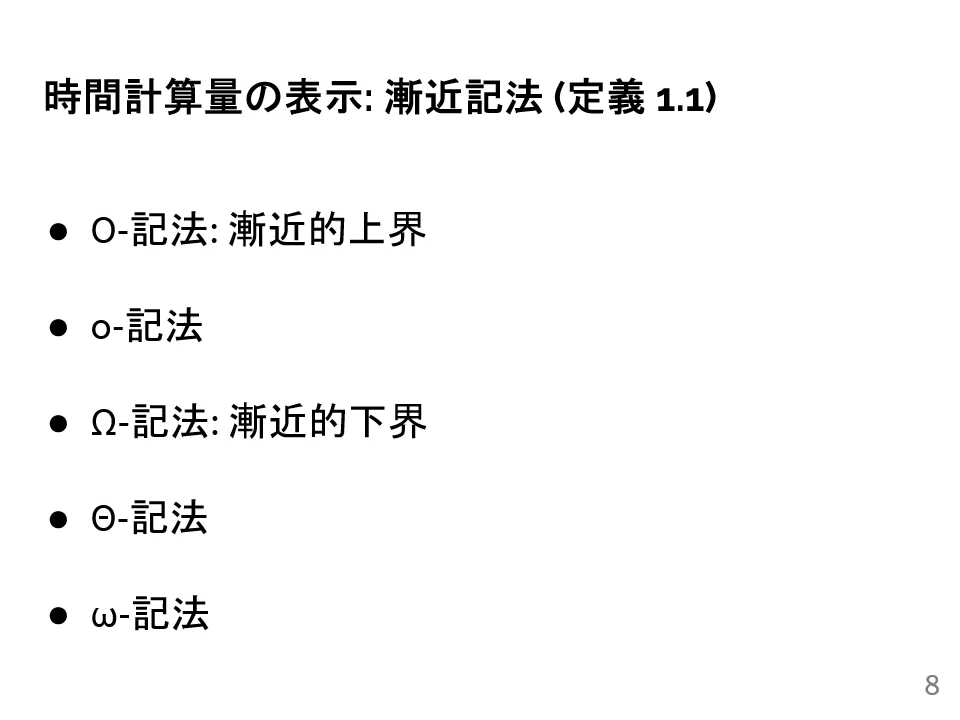 時間計算量の表示: 漸近記法 (定義 1.1)
● O-記法: 漸近的上界
● o-記法
● Ω-記法: 漸近的下界
● Θ-記法
● ω-記法
8